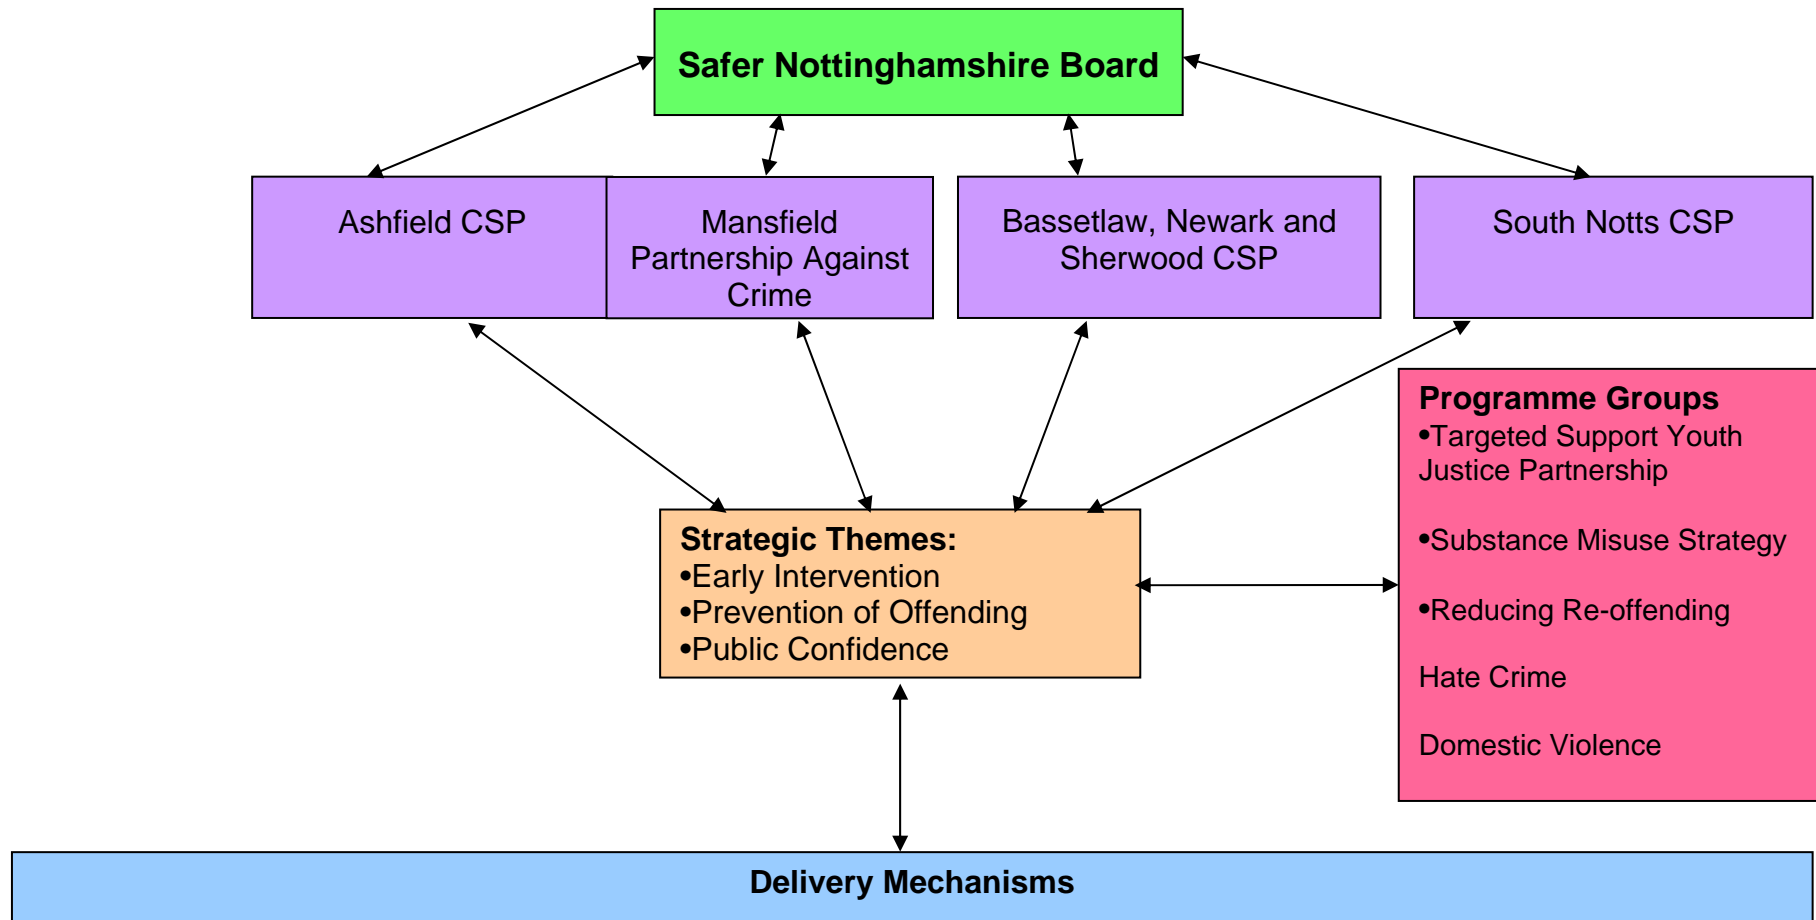 Safer Nottinghamshire Board
Ashfield CSP
Mansfield
Partnership Against
Crime
Bassetlaw, Newark and
Sherwood CSP
South Notts CSP
Programme Groups
•Targeted Support Youth
Justice Partnership
•Substance Misuse Strategy
•Reducing Re-offending
Hate Crime
Domestic Violence
Strategic Themes:
•Early Intervention
•Prevention of Offending
•Public Confidence
Delivery Mechanisms